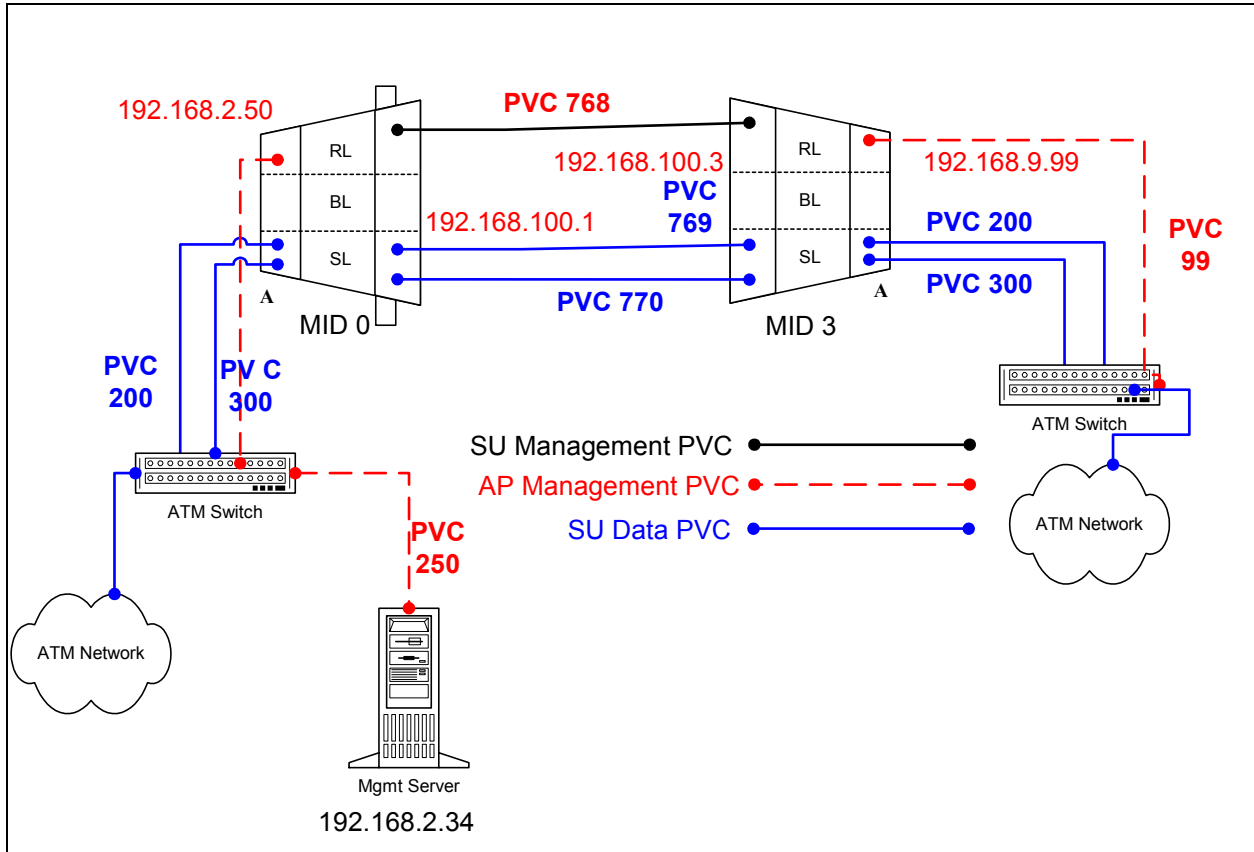 192.168.2.50
PVC 768
RL
BL
SL
192.168.100.1
A
MID 0
192.168.100.3
PVC
769
PVC 770
RL
BL
SL
192.168.9.99
PVC 200
PVC 300
A
MID 3
PVC
99
PVC
200
PV C
300
ATM Switch
ATM Switch
SU Management PVC
AP Management PVC
SU Data PVC
PVC
250
ATM Network
ATM Network
Mgmt Server
192.168.2.34